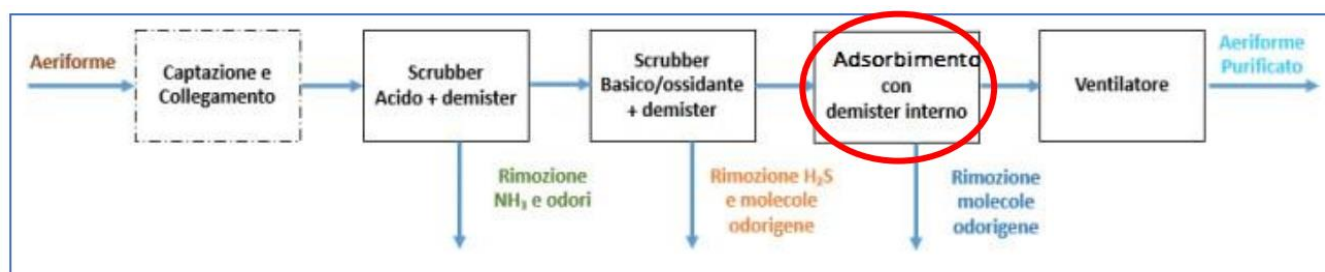 Aeriforme
Captazione e
Collegamento
Scrubber
Acido + demister
Scrubber
Basico/ossidante
+ demister
Adsorbimento
con
demister interno
Ventilatore
Aeriforme
Purificato
Rimozione
NH₃ e odori
Rimozione H₂S
e molecole
odorigene
Rimozione
molecole
odorigene